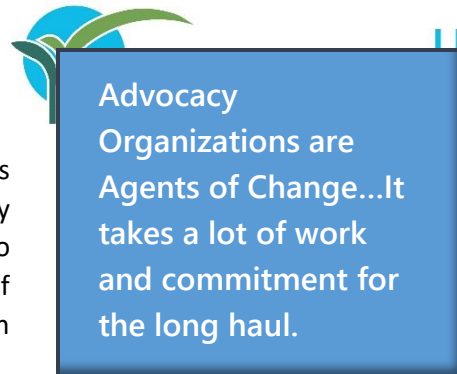 Advocacy
Organizations are
Agents of Change...It
takes a lot of work
and commitment for
the long haul.